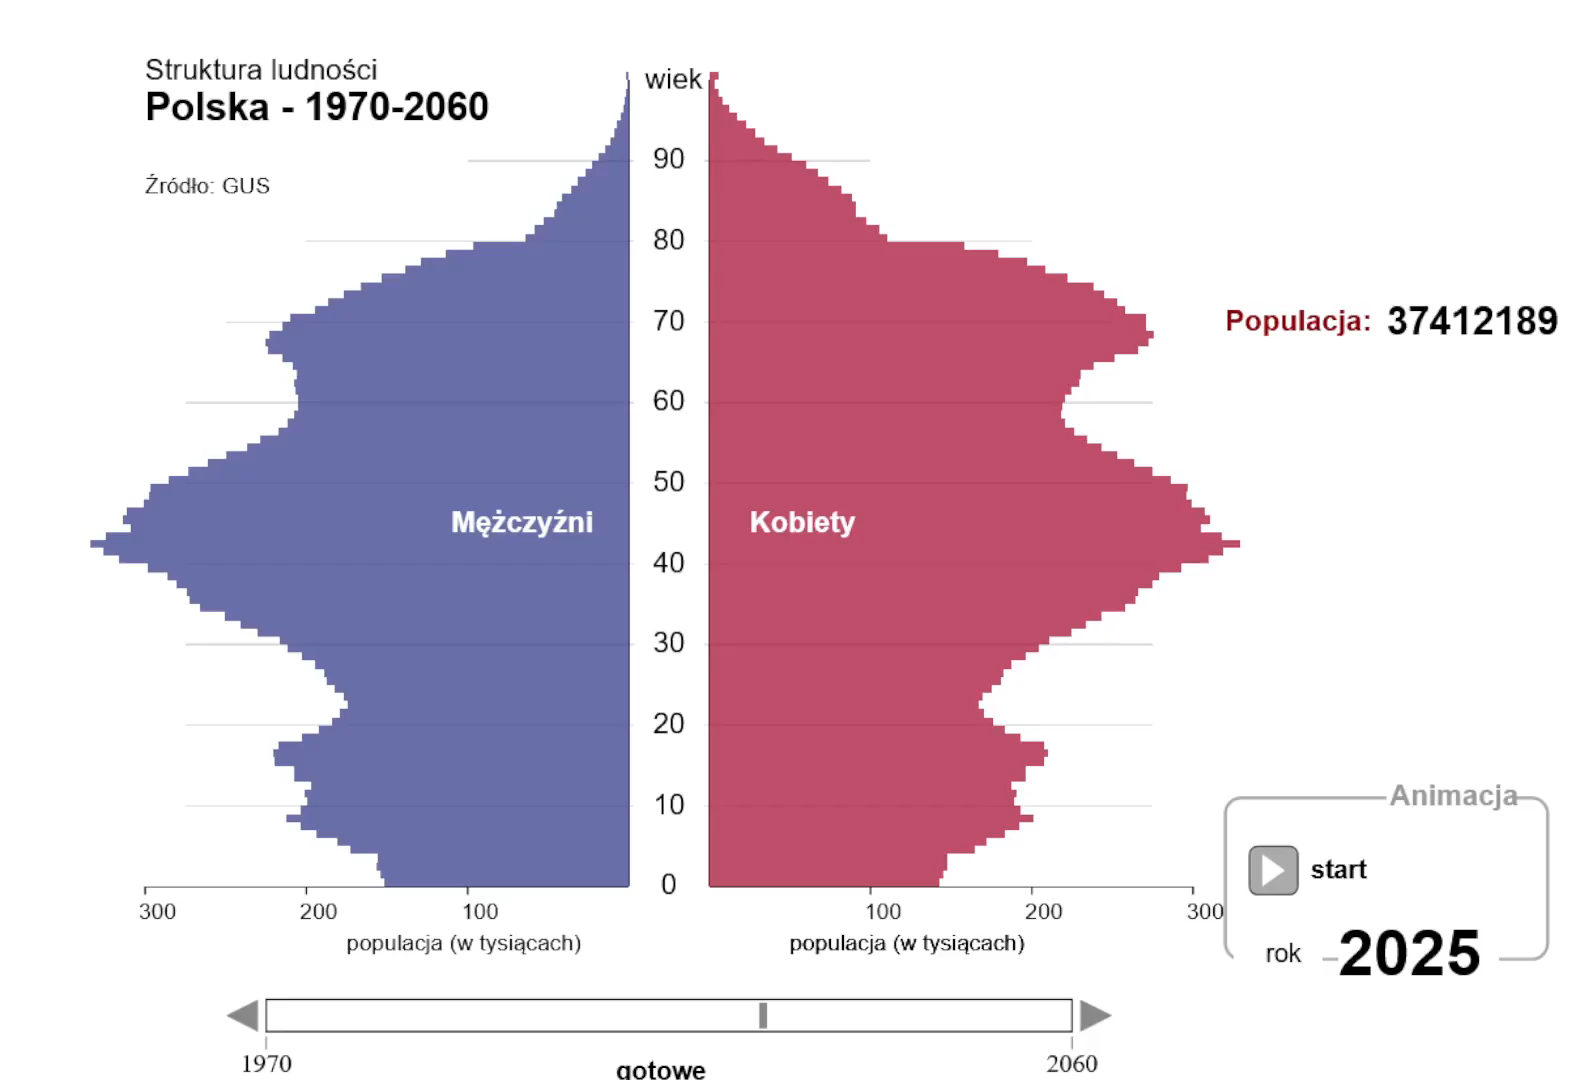 Struktura ludności
Polska - 1970-2060
Źródło: GUS
wiek
90
80
70
60
50
40
30
20
10
0
Mężczyźni
Kobiety
Populacja: 37412189
300 200 100 100 200 300
populacja (w tysiącach) populacja (w tysiącach)
Animacja
start
rok 2025
1970 2060
gotowe